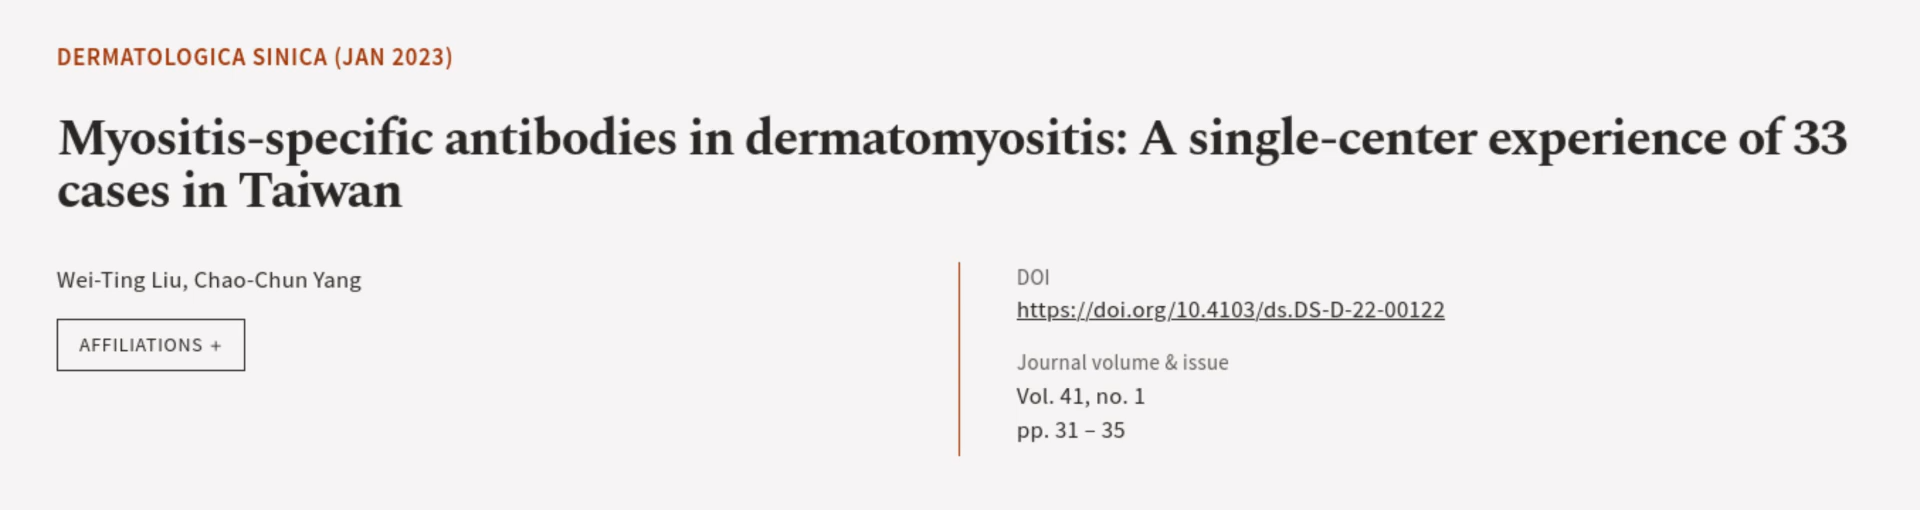 DERMATOLOGICA SINICA (JAN 2023)
Myositis-specific antibodies in dermatomyositis: A single-center experience of 33
cases in Taiwan
Wei-Ting Liu, Chao-Chun Yang
AFFILIATIONS +
DOI
https://doi.org/10.4103/ds.DS-D-22-00122
Journal volume & issue
Vol. 41, no. 1
pp. 31 – 35